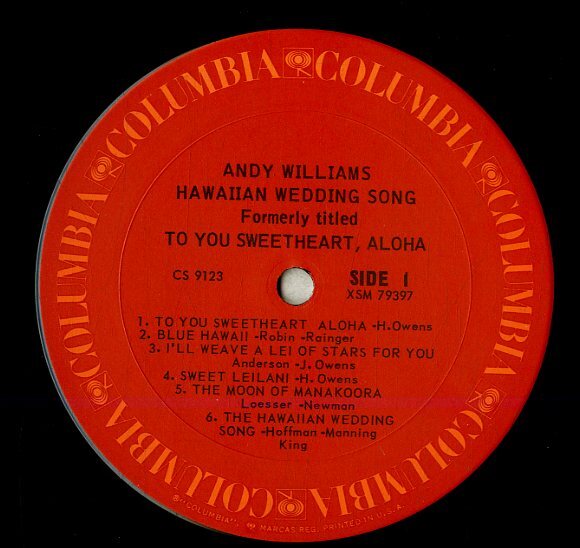 COLUMBIA COLUMBIA COLUMBIA COLUMBIA COLUMBIA COLUMBIA
ANDY WILLIAMS
HAWAIIAN WEDDING SONG
Formerly titled
TO YOU SWEETHEART, ALOHA
CS 9123
SIDE 1
XSM 79397
1. TO YOU SWEETHEART ALOHA -H.Owens
2. BLUE HAWAII -Robin -Rainger
3. I'LL WEAVE A LEI OF STARS FOR YOU
Anderson -J. Owens
4. SWEET LEILANI -H. Owens
5. THE MOON OF MANAKOORA
Loesser -Newman
6. THE HAWAIIAN WEDDING
SONG -Hoffman -Manning
King
® "COLUMBIA", MARCAS REG. PRINTED IN U.S.A.